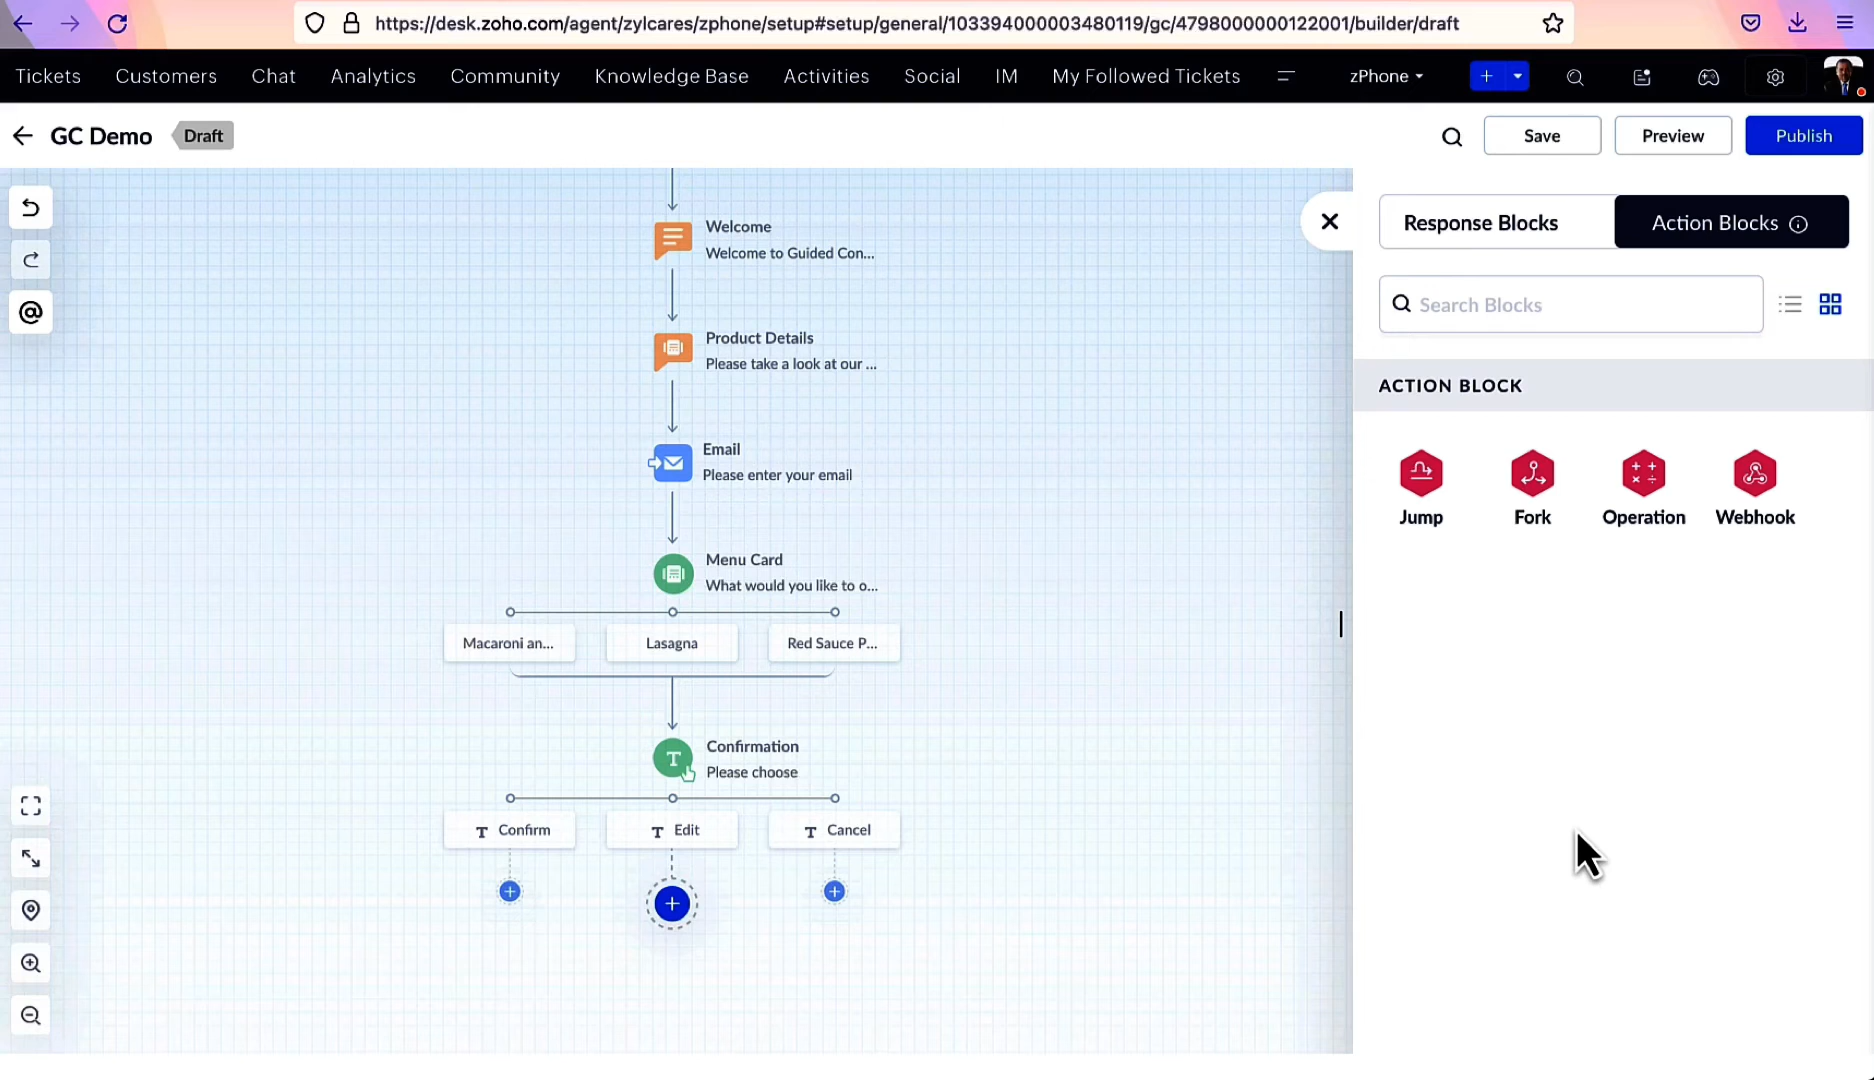 https://desk.zoho.com/agent/zylcares/zphone/setup#setup/general/103394000003480119/gc/4798000000122001/builder/draft
Tickets Customers Chat Analytics Community Knowledge Base Activities Social IM My Followed Tickets zPhone
GC Demo Draft Save Preview Publish
Welcome
Welcome to Guided Con...
Product Details
Please take a look at our ...
Email
Please enter your email
Menu Card
What would you like to o...
Macaroni an... Lasagna Red Sauce P...
Confirmation
Please choose
T Confirm T Edit T Cancel
Response Blocks Action Blocks
Search Blocks
ACTION BLOCK
Jump Fork Operation Webhook